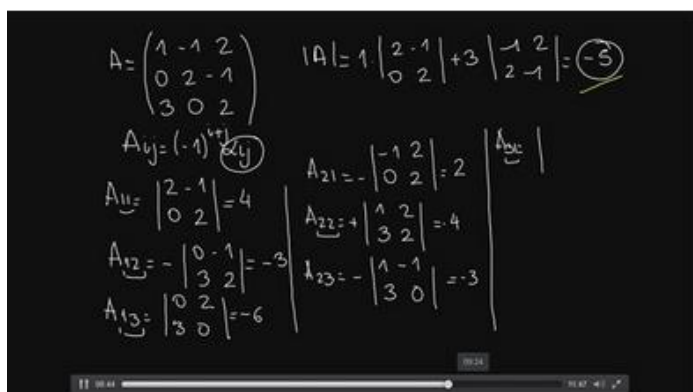 A = ( 1 -1 2
0 2 -1
3 0 2 )
|A| = 1 · | 2 -1
0 2 | + 3 | -1 2
2 -1 | = -5
Aij = (-1)^i+j αij
A11 = | 2 -1
0 2 | = 4
A12 = - | 0 -1
3 2 | = -3
A13 = | 0 2
3 0 | = -6
A21 = - | -1 2
0 2 | = 2
A22 = + | 1 2
3 2 | = -4
A23 = - | 1 -1
3 0 | = -3
A31 = |
09:24